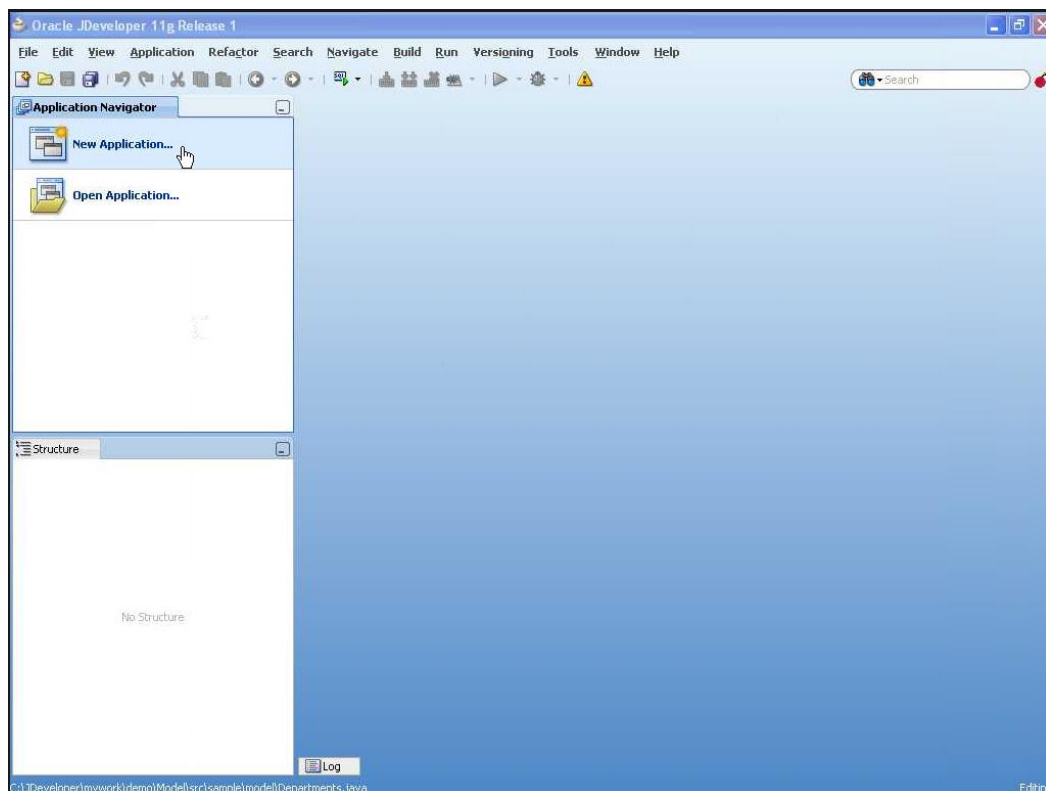 Oracle JDeveloper 11g Release 1
File Edit View Application Refactor Search Navigate Build Run Versioning Tools Window Help
Search
Application Navigator
New Application...
Open Application...
Structure
No Structure
Log
C:\JDeveloper\mywork\demo\Model\src\sample\model\Departments.java
Editin